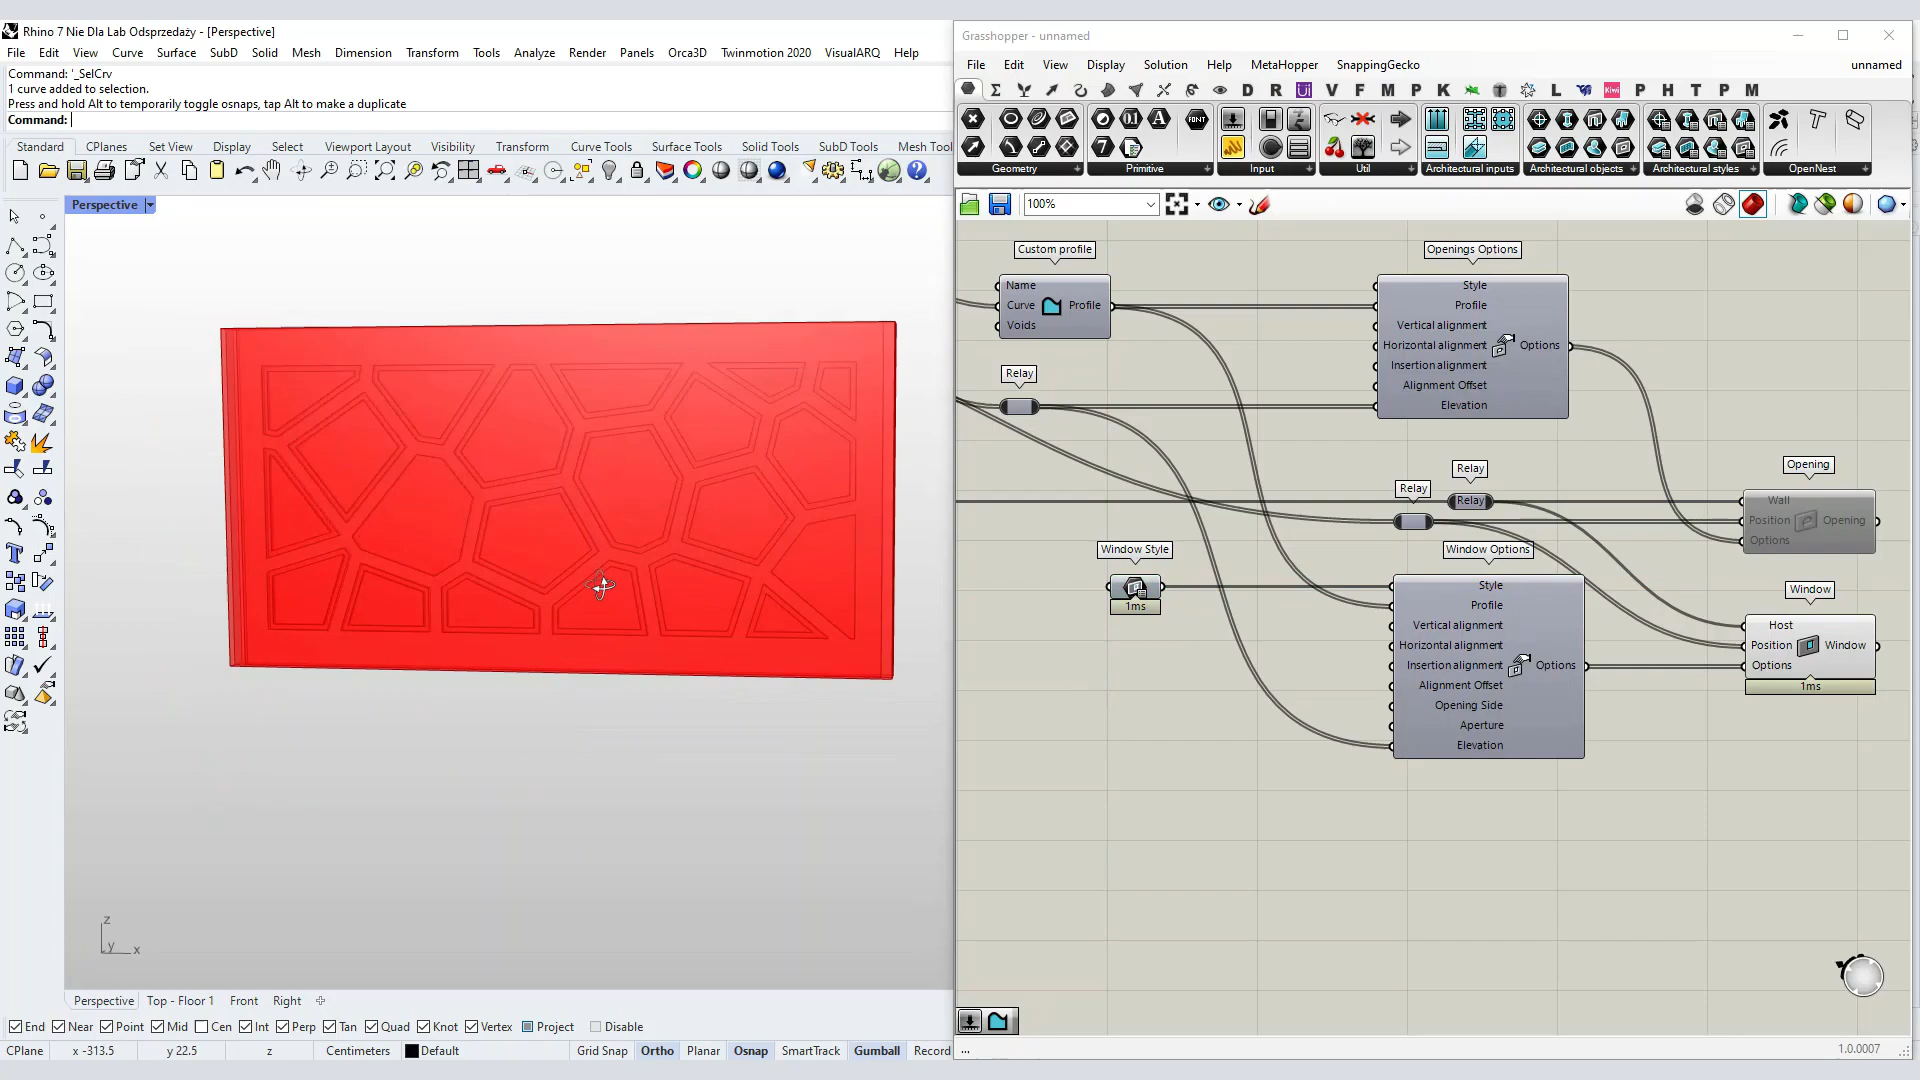 Rhino 7 Nie Dla Lab Odsprzedaży - [Perspective]
File Edit View Curve Surface SubD Solid Mesh Dimension Transform Tools Analyze Render Panels Orca3D Twinmotion 2020 VisualARQ Help
Command: '_SelCrv
1 curve added to selection.
Press and hold Alt to temporarily toggle osnaps, tap Alt to make a duplicate
Command:
Standard CPlanes Set View Display Select Viewport Layout Visibility Transform Curve Tools Surface Tools Solid Tools SubD Tools Mesh Tool
Perspective
z
y x
Perspective Top - Floor 1 Front Right
End Near Point Mid Cen Int Perp Tan Quad Knot Vertex Project Disable
CPlane x -313.5 y 22.5 z Centimeters Default Grid Snap Ortho Planar Osnap SmartTrack Gumball Record
Grasshopper - unnamed
File Edit View Display Solution Help MetaHopper SnappingGecko unnamed
D R V F M P K L P H T P M
Geometry Primitive Input Util Architectural inputs Architectural objects Architectural styles OpenNest
100%
Custom profile
Name
Curve Profile
Voids
Openings Options
Style
Profile
Vertical alignment
Horizontal alignment Options
Insertion alignment
Alignment Offset
Elevation
Relay
Relay
Relay
Relay
Opening
Wall
Position Opening
Options
Window Style
1ms
Window Options
Style
Profile
Vertical alignment
Horizontal alignment
Insertion alignment Options
Alignment Offset
Opening Side
Aperture
Elevation
Window
Host
Position Window
Options
1ms
...
1.0.0007